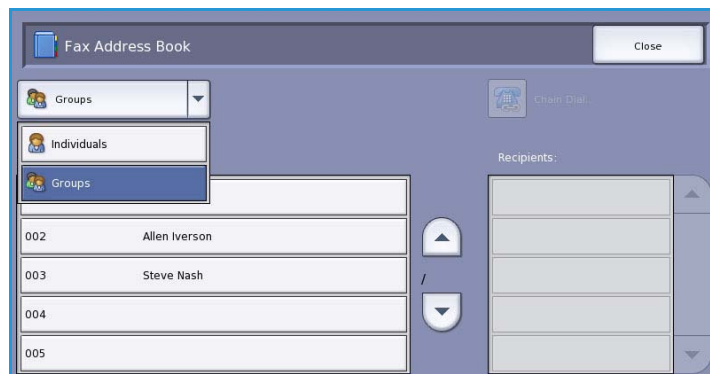 Fax Address Book
Close
Groups
Chain Dial...
Individuals
Recipients:
Groups
002 Allen Iverson
003 Steve Nash
/
004
005